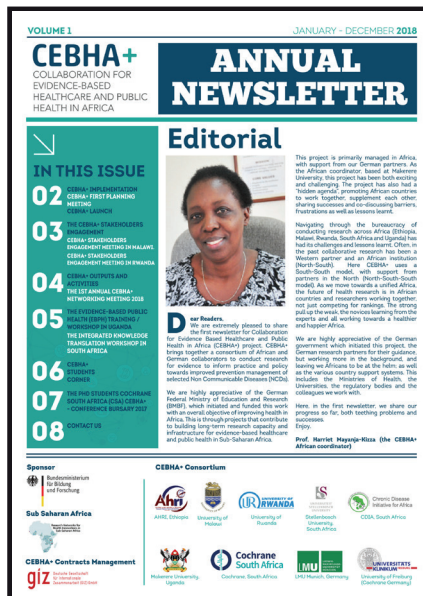 VOLUME 1
JANUARY - DECEMBER 2018
CEBHA+
COLLABORATION FOR
EVIDENCE-BASED
HEALTHCARE AND PUBLIC
HEALTH IN AFRICA
ANNUAL
NEWSLETTER
IN THIS ISSUE
02 CEBHA+ IMPLEMENTATION
CEBHA+ FIRST PLANNING
MEETING
CEBHA+ LAUNCH
03 THE CEBHA+ STAKEHOLDERS
ENGAGEMENT
CEBHA+ STAKEHOLDERS
ENGAGEMENT MEETING IN MALAWI.
CEBHA+ STAKEHOLDERS
ENGAGEMENT MEETING IN RWANDA
04 CEBHA+ OUTPUTS AND
ACTIVITIES
THE 1ST ANNUAL CEBHA+
NETWORKING MEETING 2018
05 THE EVIDENCE-BASED PUBLIC
HEALTH (EBPH) TRAINING /
WORKSHOP IN UGANDA
THE INTEGRATED KNOWLEDGE
TRANSLATION WORKSHOP IN
SOUTH AFRICA
06 CEBHA+
STUDENTS
CORNER
07 THE PHD STUDENTS COCHRANE
SOUTH AFRICA (CSA) CEBHA+
- CONFERENCE BURSARY 2017
08 CONTACT US
Editorial
Dear Readers,
We are extremely pleased to share
the first newsletter for Collaboration
for Evidence Based Healthcare and Public
Health in Africa (CEBHA+) project. CEBHA+
brings together a consortium of African and
German collaborators to conduct research
for evidence to inform practice and policy
towards improved prevention management of
selected Non Communicable Diseases (NCDs).
We are highly appreciative of the German
Federal Ministry of Education and Research
(BMBF), which initiated and funded this work
with an overall objective of improving health in
Africa. This is through projects that contribute
to building long-term research capacity and
infrastructure for evidence-based healthcare
and public health in Sub-Saharan Africa.
This project is primarily managed in Africa,
with support from our German partners. As
the African coordinator, based at Makerere
University, this project has been both exciting
and challenging. The project has also had a
"hidden agenda", promoting African countries
to work together, supplement each other,
sharing and co-discussing barriers,
frustrations as well as lessons learnt.
Navigating through the bureaucracy of
conducting research across Africa (Ethiopia,
Malawi, Rwanda, South Africa and Uganda) has
had its challenges and lessons learnt. Often, in
the past collaborative research has been a
Western partner and an African institution
(North-South). Here CEBHA+ uses a
South-South model, with support from
partners in the North (North-South-South
model). As we move towards a unified Africa,
the future of health research is in African
countries and researchers working together,
not just competing for rankings. The strong
pull up the weak, the novices learning from the
experts and all working towards a healthier
and happier Africa.
We are highly appreciative of the German
government which initiated this project, the
German research partners for their guidance,
but working more in the background, and
leaving we Africans to be at the helm; as well
as the various country support systems. This
includes the Ministries of Health, the
Universities, the regulatory bodies and the
colleagues we work with.
Here, in the first newsletter, we share our
progress so far, both teething problems and
successes.
Enjoy.
Prof. Harriet Mayanja-Kizza (the CEBHA+
African coordinator)
Sponsor
Bundesministerium
für Bildung
und Forschung
Sub Saharan Africa
CEBHA+ Contracts Management
giz
CEBHA+ Consortium
Ahri
AHRI, Ethiopia
University of
Malawi
UNIVERSITY of
RWANDA
University of
Rwanda
Stellenbosch
University
South Africa
Chronic Disease
Initiative for Africa
CDIA, South Africa
Makerere University,
Uganda
Cochrane
South Africa
Cochrane, South Africa
LMU
LMU Munich, Germany
UNIVERSITÄTS
KLINIKUM
University of Freiburg
(Cochrane Germany)